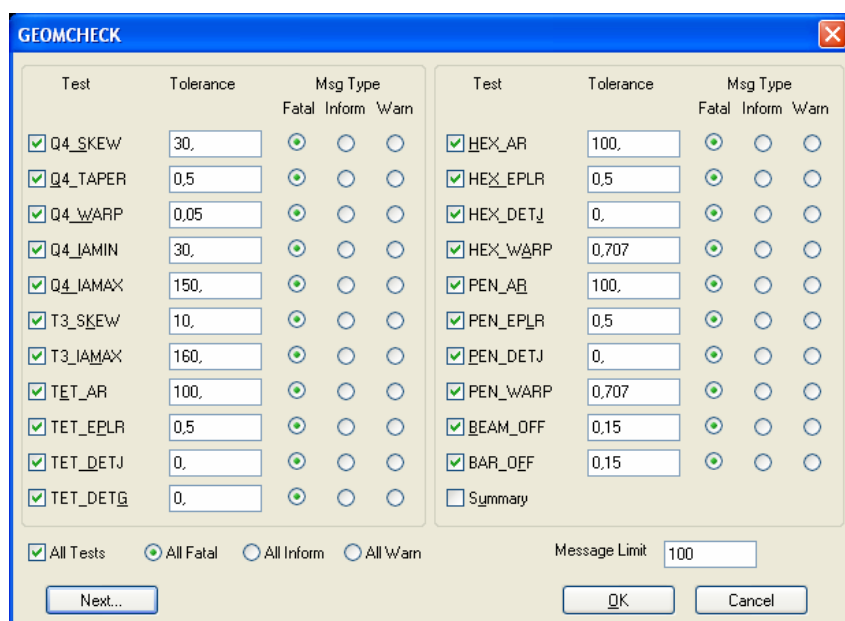 GEOMCHECK
Test Tolerance Msg Type
Fatal Inform Warn
Q4_SKEW 30,
Q4_TAPER 0,5
Q4_WARP 0,05
Q4_IAMIN 30,
Q4_IAMAX 150,
T3_SKEW 10,
T3_IAMAX 160,
TET_AR 100,
TET_EPLR 0,5
TET_DETJ 0,
TET_DETG 0,
Test Tolerance Msg Type
Fatal Inform Warn
HEX_AR 100,
HEX_EPLR 0,5
HEX_DETJ 0,
HEX_WARP 0,707
PEN_AR 100,
PEN_EPLR 0,5
PEN_DETJ 0,
PEN_WARP 0,707
BEAM_OFF 0,15
BAR_OFF 0,15
Summary
All Tests All Fatal All Inform All Warn Message Limit 100
Next... OK Cancel